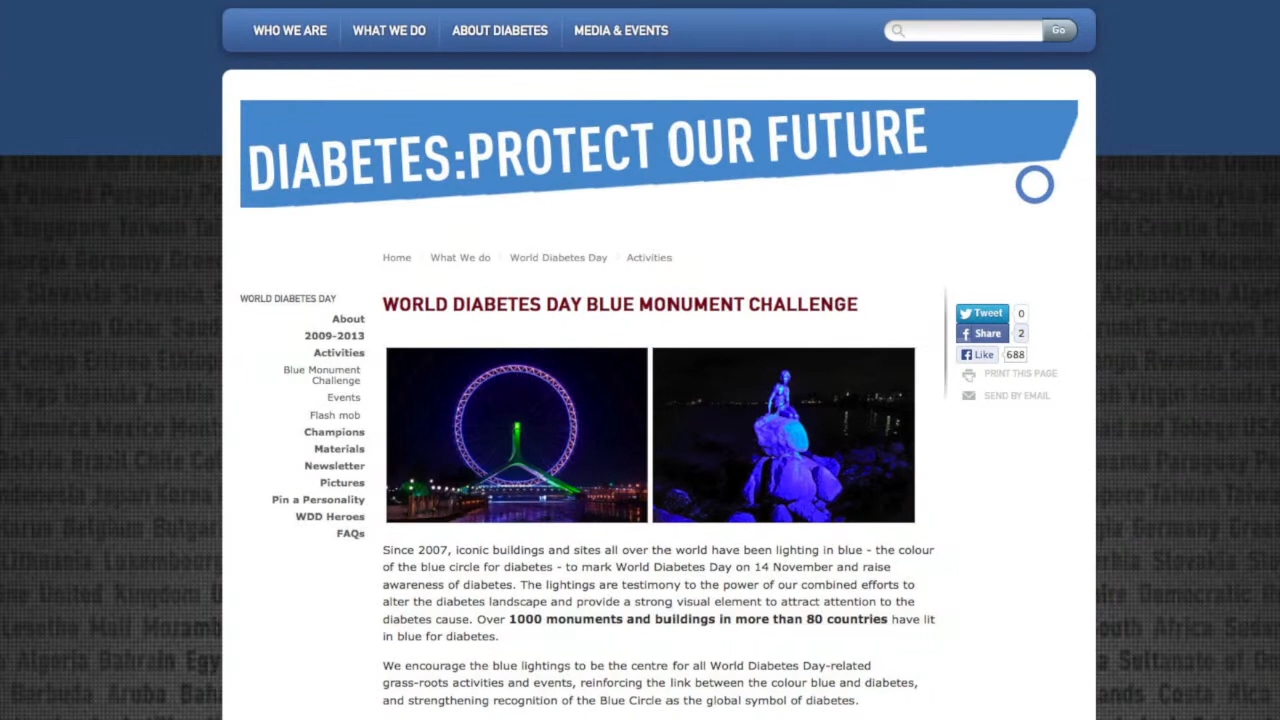 WHO WE ARE
WHAT WE DO
ABOUT DIABETES
MEDIA & EVENTS
Go
DIABETES:PROTECT OUR FUTURE
Home
What We do
World Diabetes Day
Activities
WORLD DIABETES DAY
About
2009-2013
Activities
Blue Monument
Challenge
Events
Flash mob
Champions
Materials
Newsletter
Pictures
Pin a Personality
WDD Heroes
FAQs
WORLD DIABETES DAY BLUE MONUMENT CHALLENGE
Since 2007, iconic buildings and sites all over the world have been lighting in blue - the colour
of the blue circle for diabetes - to mark World Diabetes Day on 14 November and raise
awareness of diabetes. The lightings are testimony to the power of our combined efforts to
alter the diabetes landscape and provide a strong visual element to attract attention to the
diabetes cause. Over 1000 monuments and buildings in more than 80 countries have lit
in blue for diabetes.
We encourage the blue lightings to be the centre for all World Diabetes Day-related
grass-roots activities and events, reinforcing the link between the colour blue and diabetes,
and strengthening recognition of the Blue Circle as the global symbol of diabetes.
Tweet 0
Share 2
Like 688
PRINT THIS PAGE
SEND BY EMAIL